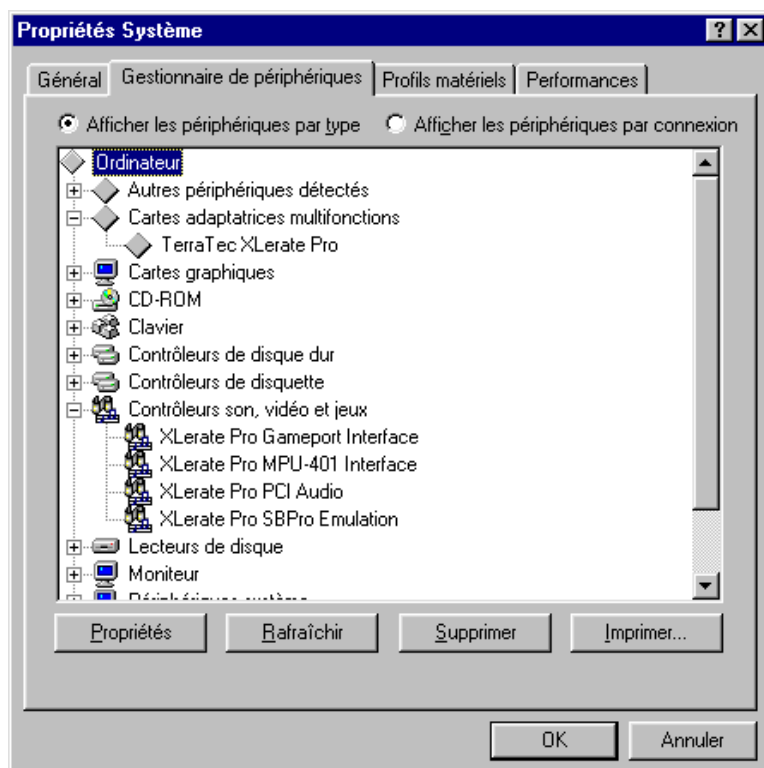 Propriétés Système
Général Gestionnaire de périphériques Profils matériels Performances
Afficher les périphériques par type Afficher les périphériques par connexion
Ordinateur
Autres périphériques détectés
Cartes adaptatrices multifonctions
TerraTec XLerate Pro
Cartes graphiques
CD-ROM
Clavier
Contrôleurs de disque dur
Contrôleurs de disquette
Contrôleurs son, vidéo et jeux
XLerate Pro Gameport Interface
XLerate Pro MPU-401 Interface
XLerate Pro PCI Audio
XLerate Pro SBPro Emulation
Lecteurs de disque
Moniteur
Périphériques système
Propriétés Rafraîchir Supprimer Imprimer...
OK Annuler